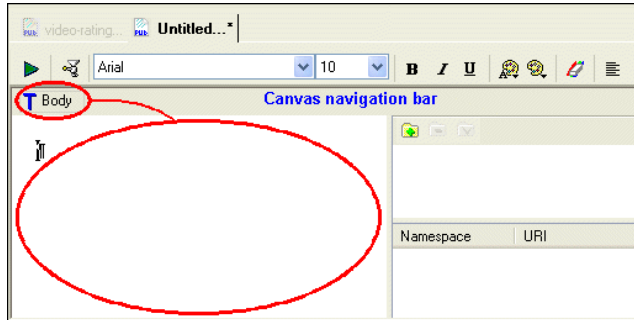 video-rating... Untitled...*
Arial 10 B I U
T Body Canvas navigation bar
¶
Namespace URI